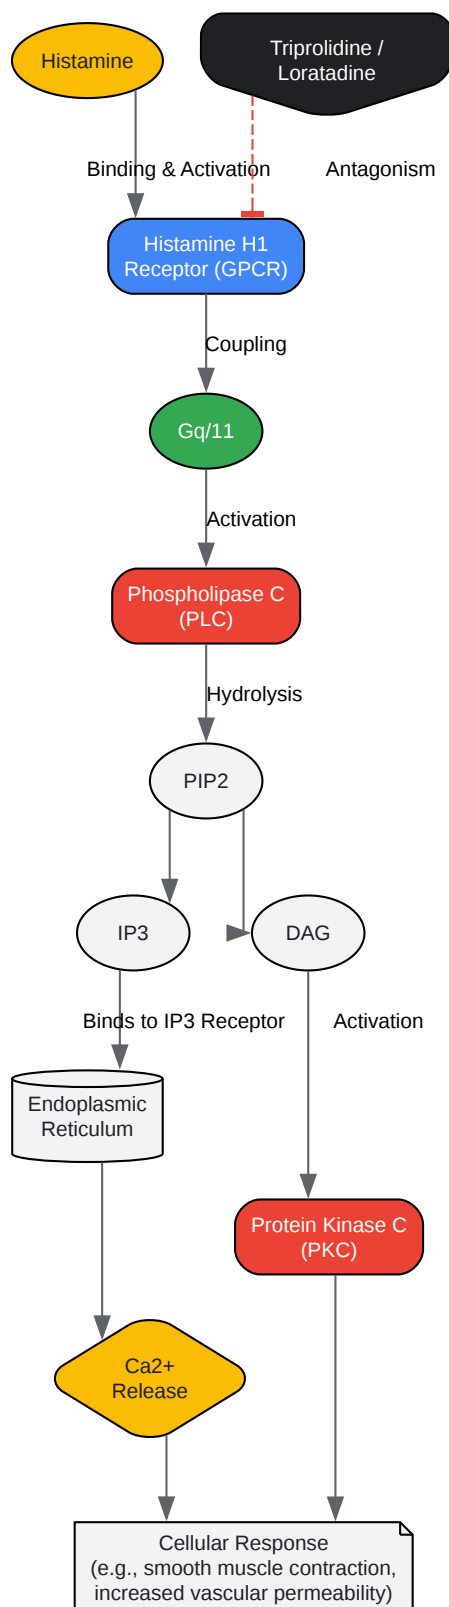 Histamine
Triprolidine /
Loratadine
Binding & Activation
Antagonism
Histamine H1
Receptor (GPCR)
Coupling
Gq/11
Activation
Phospholipase C
(PLC)
Hydrolysis
PIP2
IP3
DAG
Binds to IP3 Receptor
Activation
Endoplasmic
Reticulum
Protein Kinase C
(PKC)
Ca2+
Release
Cellular Response
(e.g., smooth muscle contraction,
increased vascular permeability)